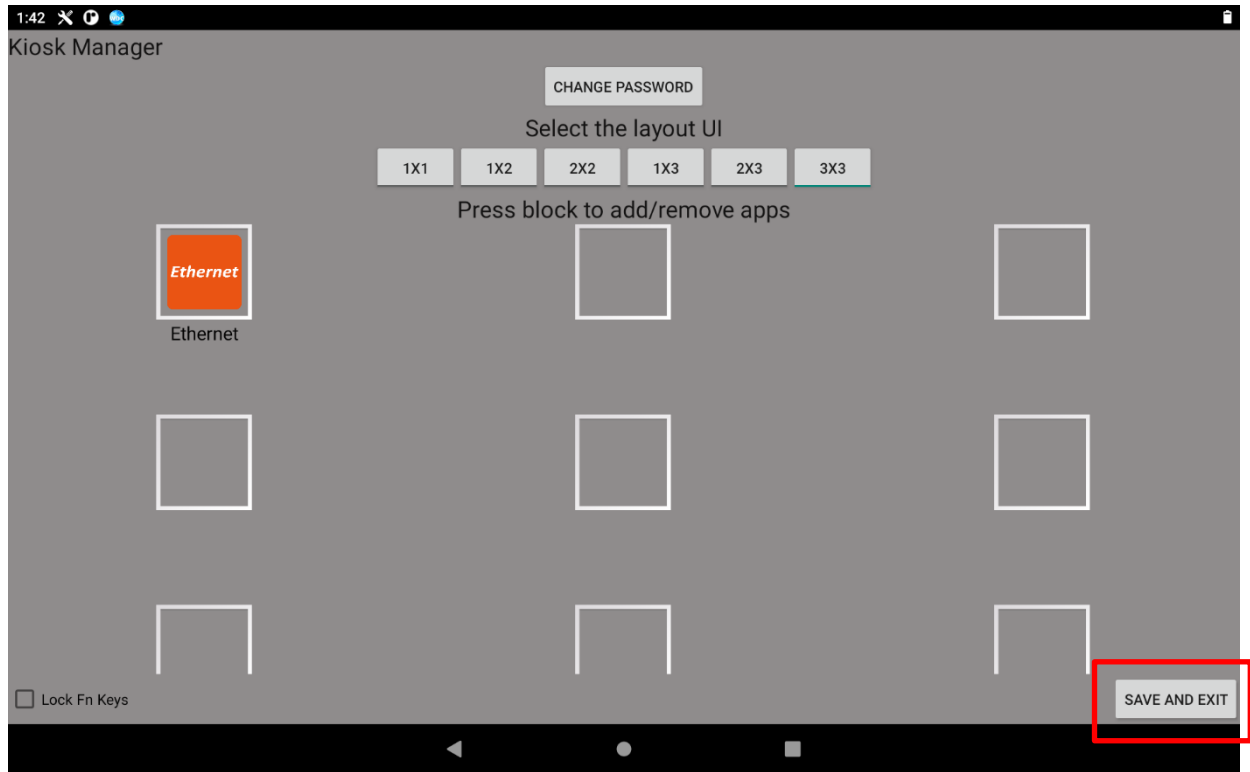 1:42
Kiosk Manager
CHANGE PASSWORD
Select the layout UI
1X1 1X2 2X2 1X3 2X3 3X3
Press block to add/remove apps
Ethernet
Ethernet
Lock Fn Keys
SAVE AND EXIT